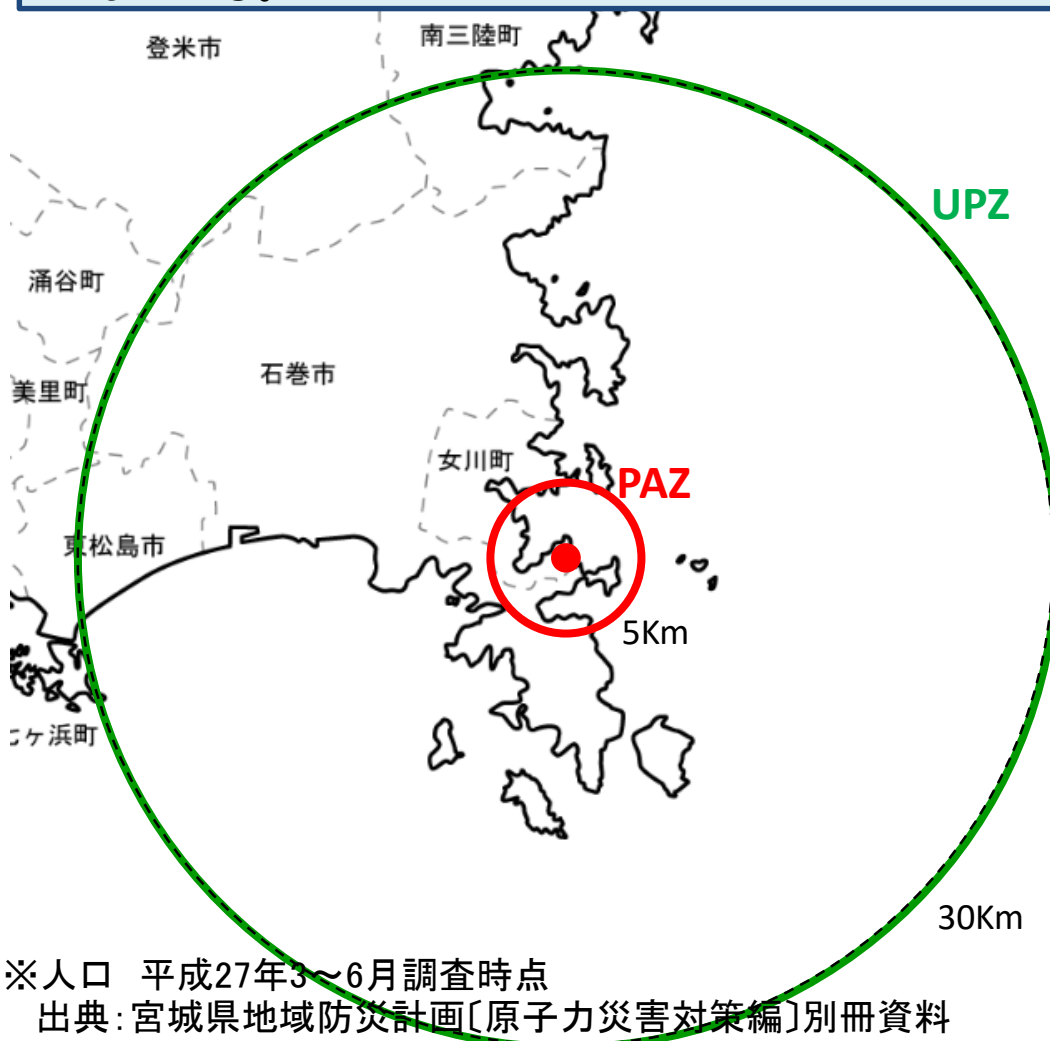 南三陸町
登米市
UPZ
涌谷町
石巻市
美里町
女川町
PAZ
東松島市
5Km
ヶ浜町
30Km
※人口 平成27年3～6月調査時点
出典：宮城県地域防災計画〔原子力災害対策編〕別冊資料